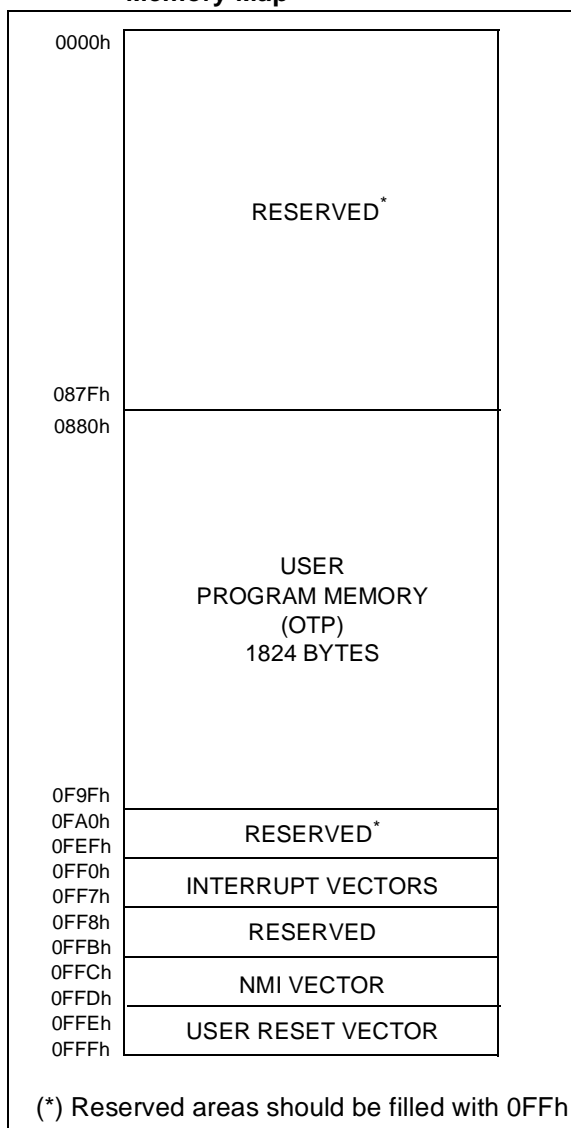 Memory Map
0000h
RESERVED*
087Fh
0880h
USER
PROGRAM MEMORY
(OTP)
1824 BYTES
0F9Fh
0FA0h
RESERVED*
0FEFh
0FF0h
INTERRUPT VECTORS
0FF7h
0FF8h
RESERVED
0FFBh
0FFCh
NMI VECTOR
0FFDh
0FFEh
USER RESET VECTOR
0FFFh
(*) Reserved areas should be filled with 0FFh